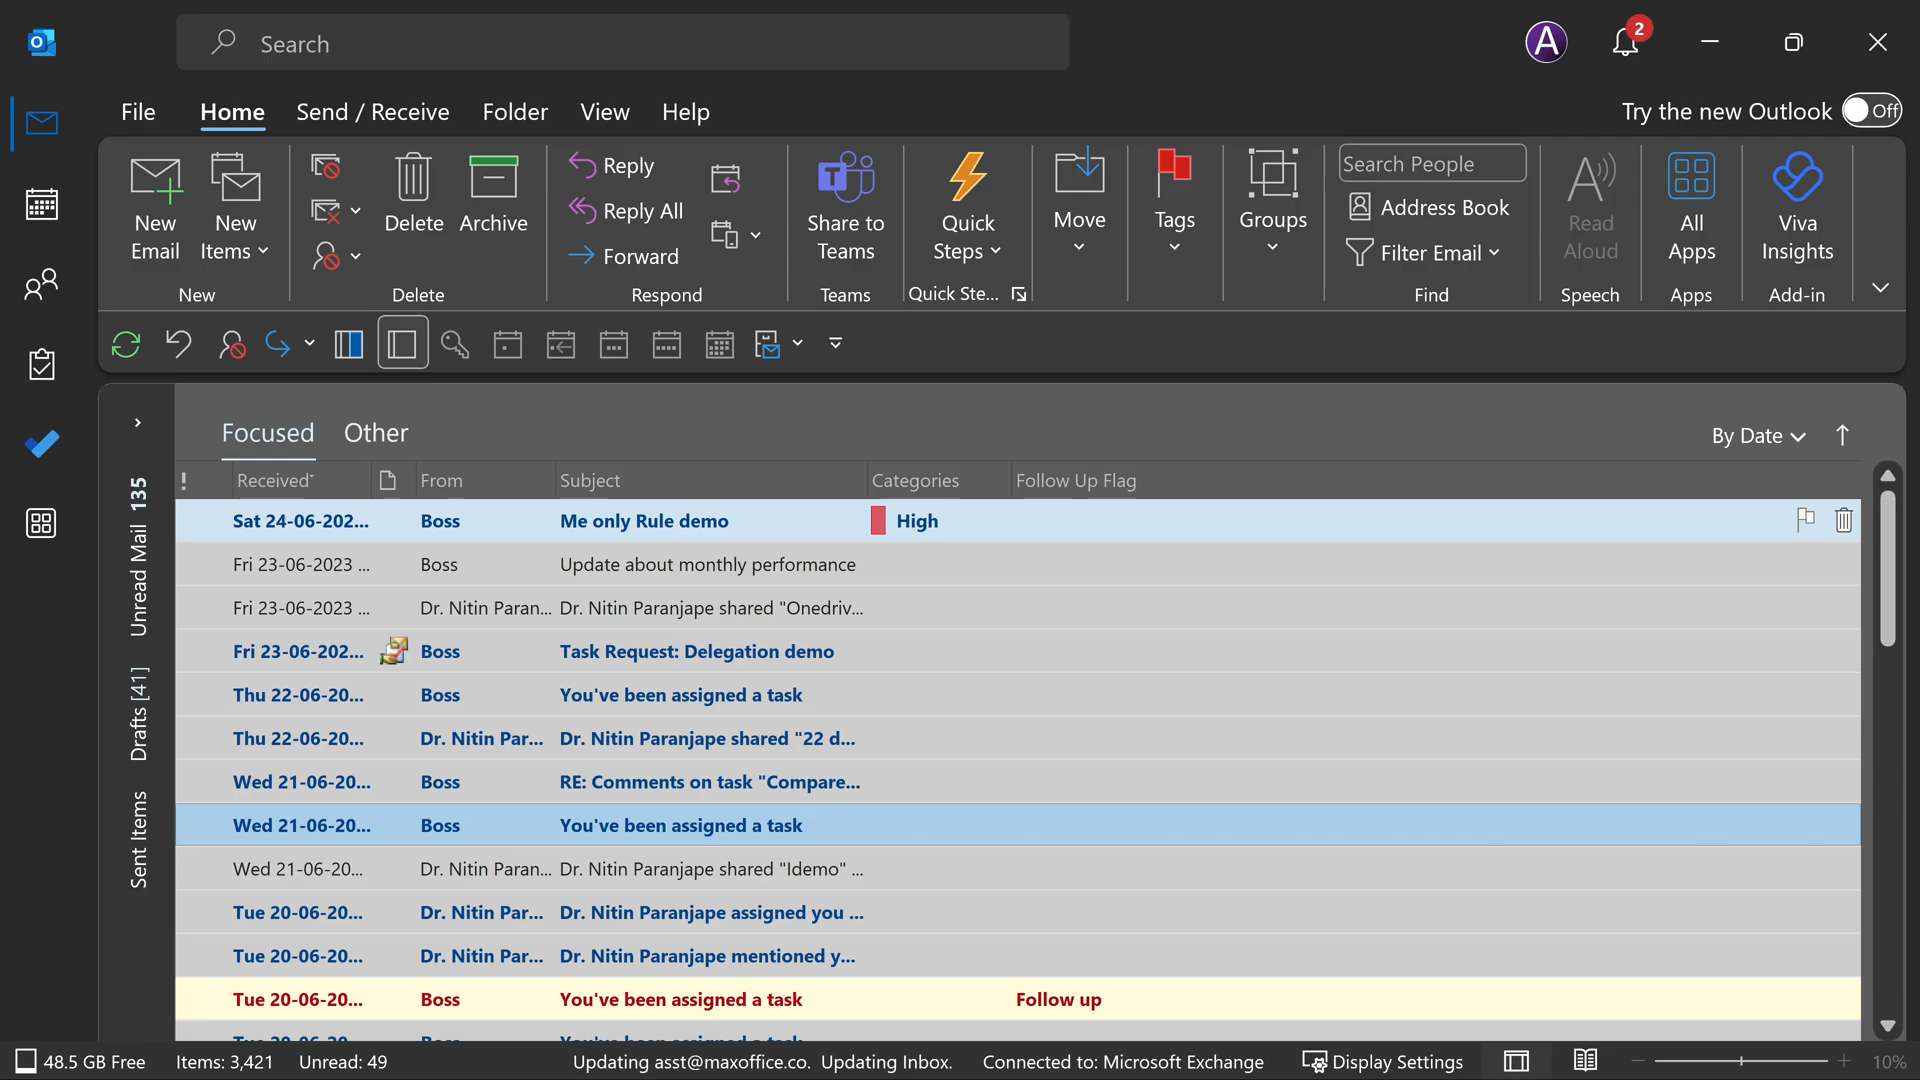 Search
A
2
File Home Send / Receive Folder View Help
Try the new Outlook Off
New Email
New Items
New
Delete
Archive
Delete
Reply
Reply All
Forward
Respond
Share to Teams
Teams
Quick Steps
Quick Ste...
Move
Tags
Groups
Search People
Address Book
Filter Email
Find
Read Aloud
Speech
All Apps
Apps
Viva Insights
Add-in
Focused Other
By Date
! Received From Subject Categories Follow Up Flag
Sat 24-06-202... Boss Me only Rule demo High
Fri 23-06-2023 ... Boss Update about monthly performance
Fri 23-06-2023 ... Dr. Nitin Paran... Dr. Nitin Paranjape shared "Onedriv...
Fri 23-06-202... Boss Task Request: Delegation demo
Thu 22-06-20... Boss You've been assigned a task
Thu 22-06-20... Dr. Nitin Par... Dr. Nitin Paranjape shared "22 d...
Wed 21-06-20... Boss RE: Comments on task "Compare...
Wed 21-06-20... Boss You've been assigned a task
Wed 21-06-20... Dr. Nitin Paran... Dr. Nitin Paranjape shared "Idemo" ...
Tue 20-06-20... Dr. Nitin Par... Dr. Nitin Paranjape assigned you ...
Tue 20-06-20... Dr. Nitin Par... Dr. Nitin Paranjape mentioned y...
Tue 20-06-20... Boss You've been assigned a task Follow up
Unread Mail 135
Drafts [41]
Sent Items
48.5 GB Free Items: 3,421 Unread: 49 Updating asst@maxoffice.co. Updating Inbox. Connected to: Microsoft Exchange Display Settings 10%